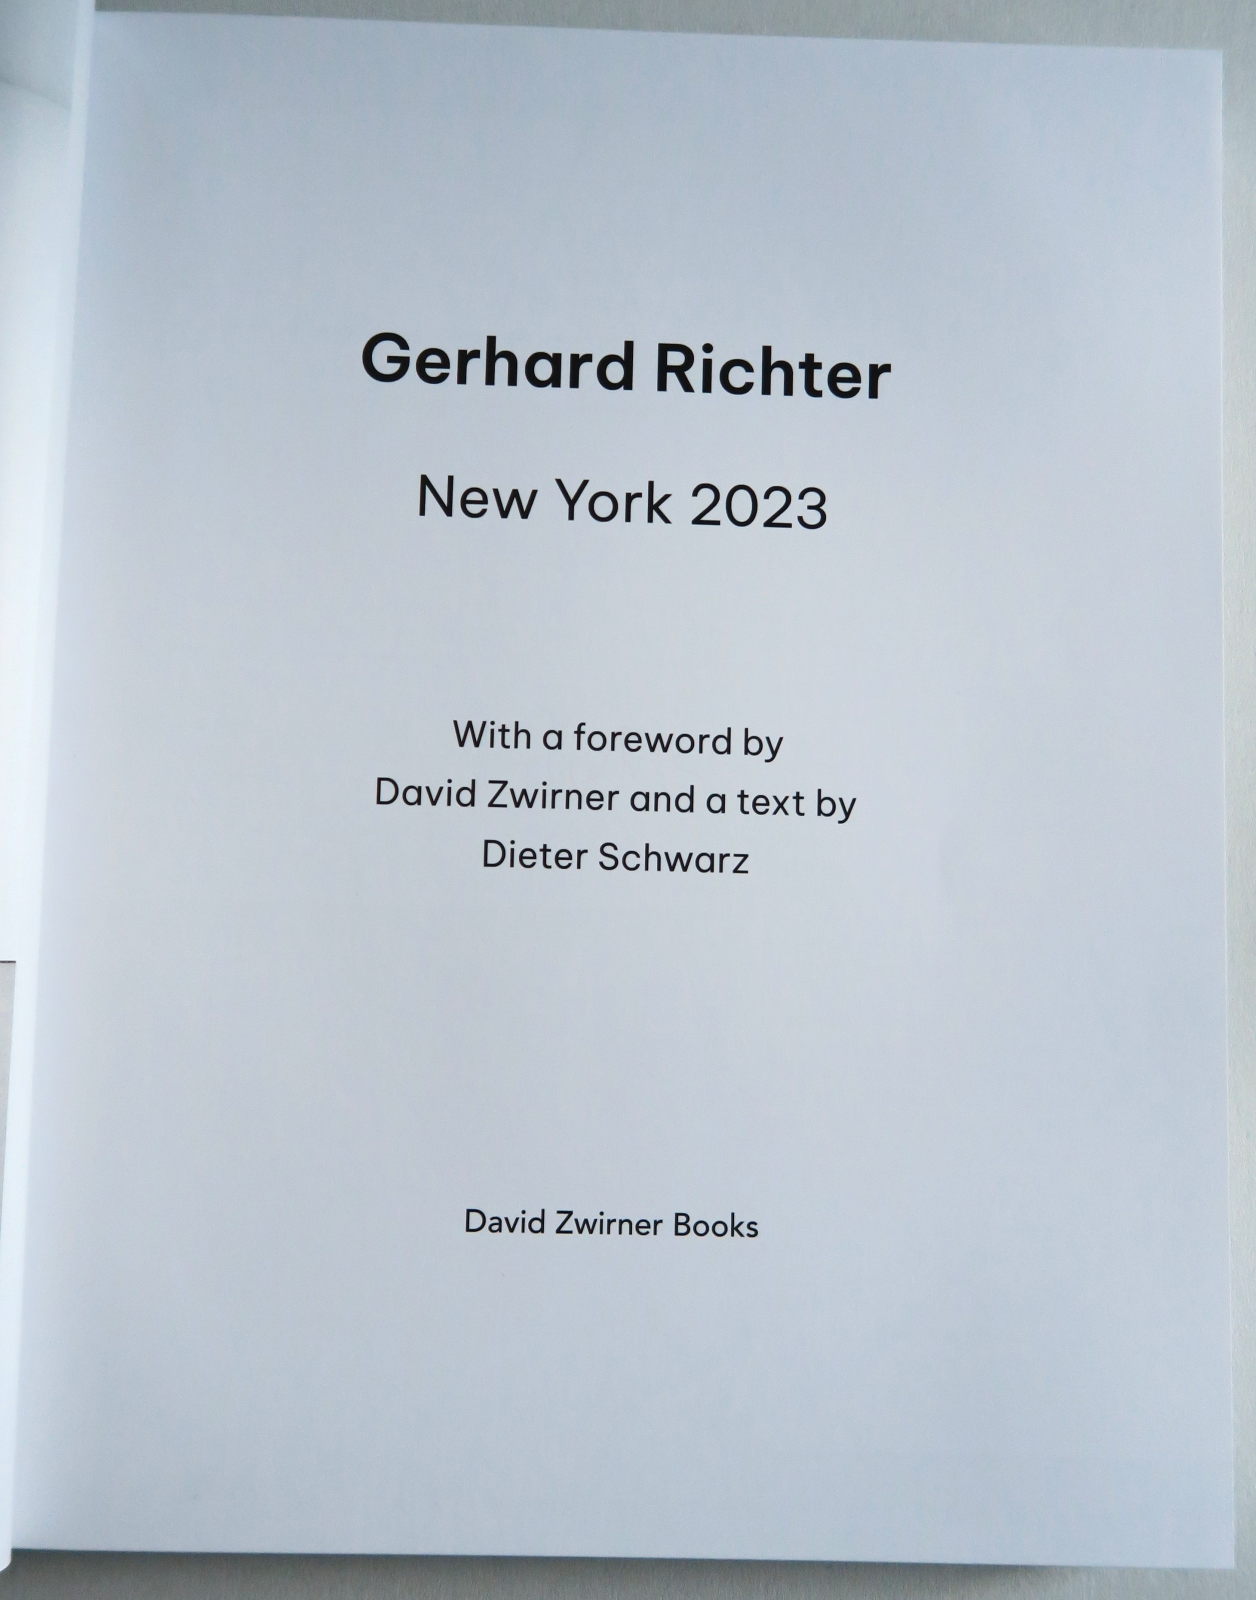 Gerhard Richter
New York 2023
With a foreword by
David Zwirner and a text by
Dieter Schwarz
David Zwirner Books